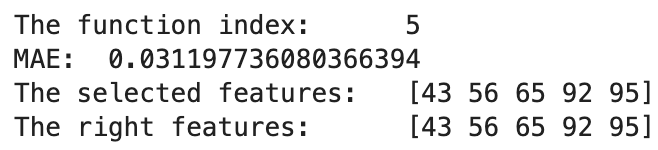 The function index:      5
MAE:  0.031197736080366394
The selected features:   [43 56 65 92 95]
The right features:      [43 56 65 92 95]